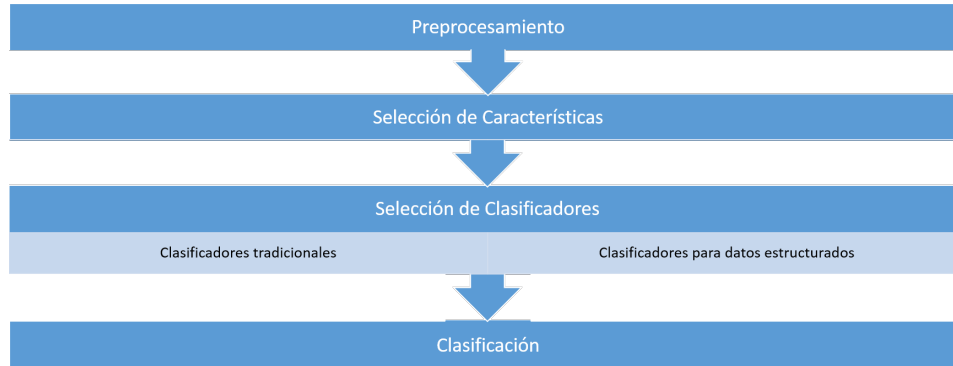 Preprocesamiento
Selección de Características
Selección de Clasificadores
Clasificadores tradicionales
Clasificadores para datos estructurados
Clasificación